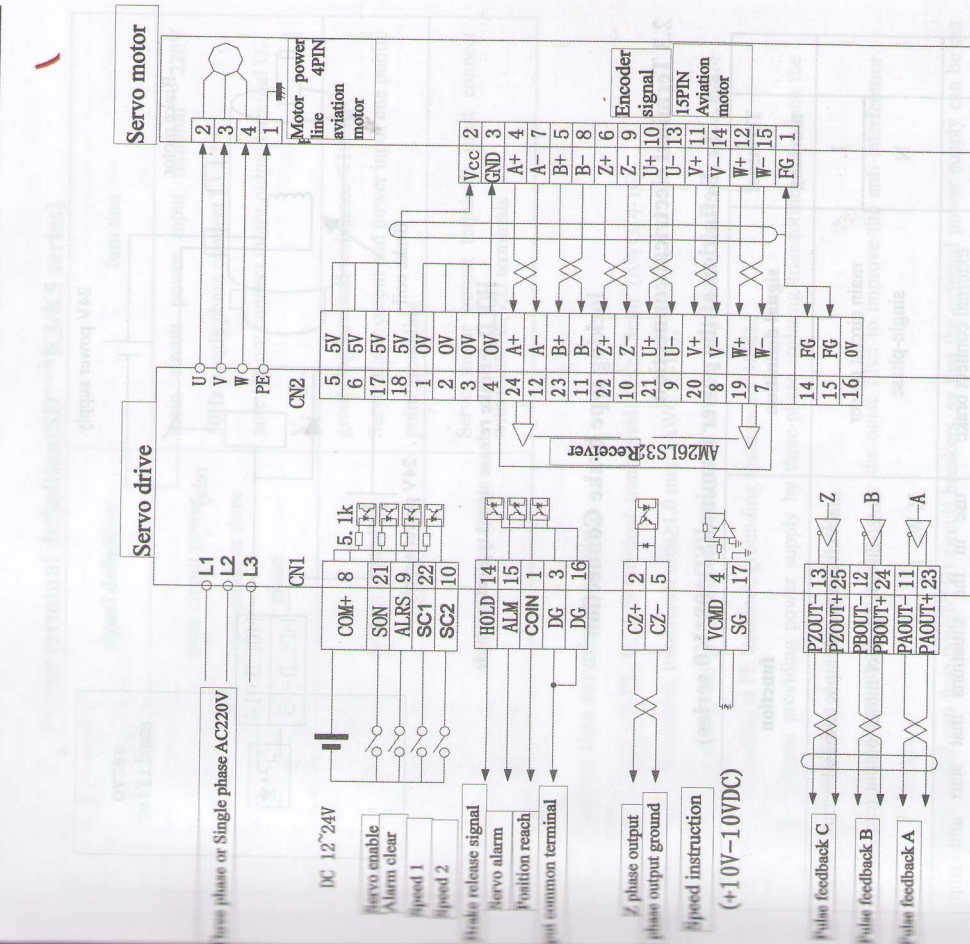 Servo motor
Servo drive
2
3
4
1
Motor power
line 4PIN
aviation
motor
U
V
W
PE
L1
L2
L3
phase or Single phase AC220V
Encoder
signal
15PIN
Aviation
motor
Vcc 2
GND 3
A+ 4
A- 7
B+ 5
B- 8
Z+ 6
Z- 9
U+ 10
U- 13
V+ 11
V- 14
W+ 12
W- 15
FG 1
CN2
5 5V
6 5V
17 5V
18 5V
1 0V
2 0V
3 0V
4 0V
24 A+
12 A-
23 B+
11 B-
22 Z+
10 Z-
21 U+
9 U-
20 V+
8 V-
19 W+
7 W-
14 FG
15 FG
16 0V
AM26LS32Receiver
CN1
5.1k
COM+ 8
SON 21
ALRS 9
SC1 22
SC2 10
DC 12~24V
Servo enable
Alarm clear
Speed 1
Speed 2
HOLD 14
ALM 15
COIN 1
DG 3
DG 16
Brake release signal
Servo alarm
Position reach
common terminal
CZ+ 2
CZ- 5
Z phase output
phase output ground
VCMD 4
SG 17
Speed instruction
(+10V-10VDC)
PZOUT- 13
PZOUT+ 25
PBOUT- 12
PBOUT+ 24
PAOUT- 11
PAOUT+ 23
Z
B
A
Pulse feedback C
Pulse feedback B
Pulse feedback A